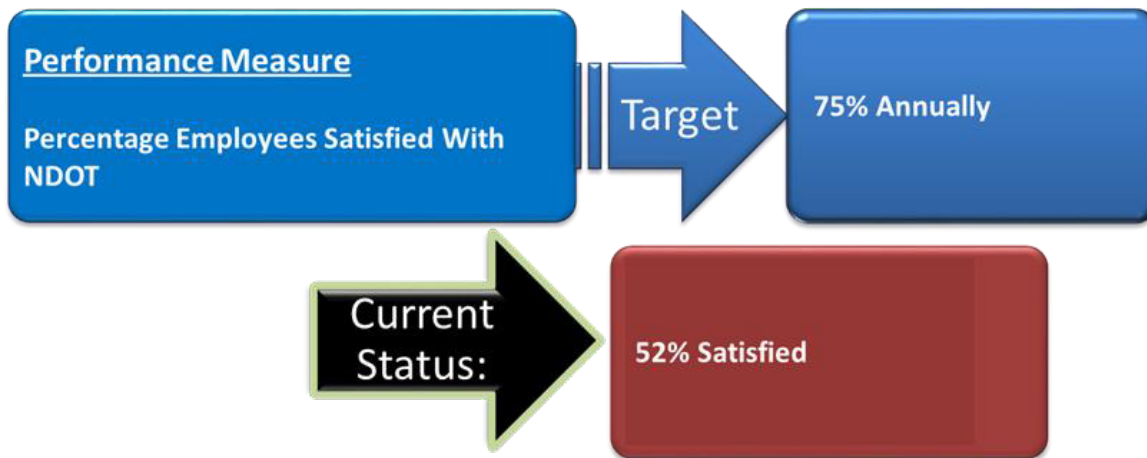 Performance Measure
Percentage Employees Satisfied With
NDOT
Target
75% Annually
Current
Status:
52% Satisfied